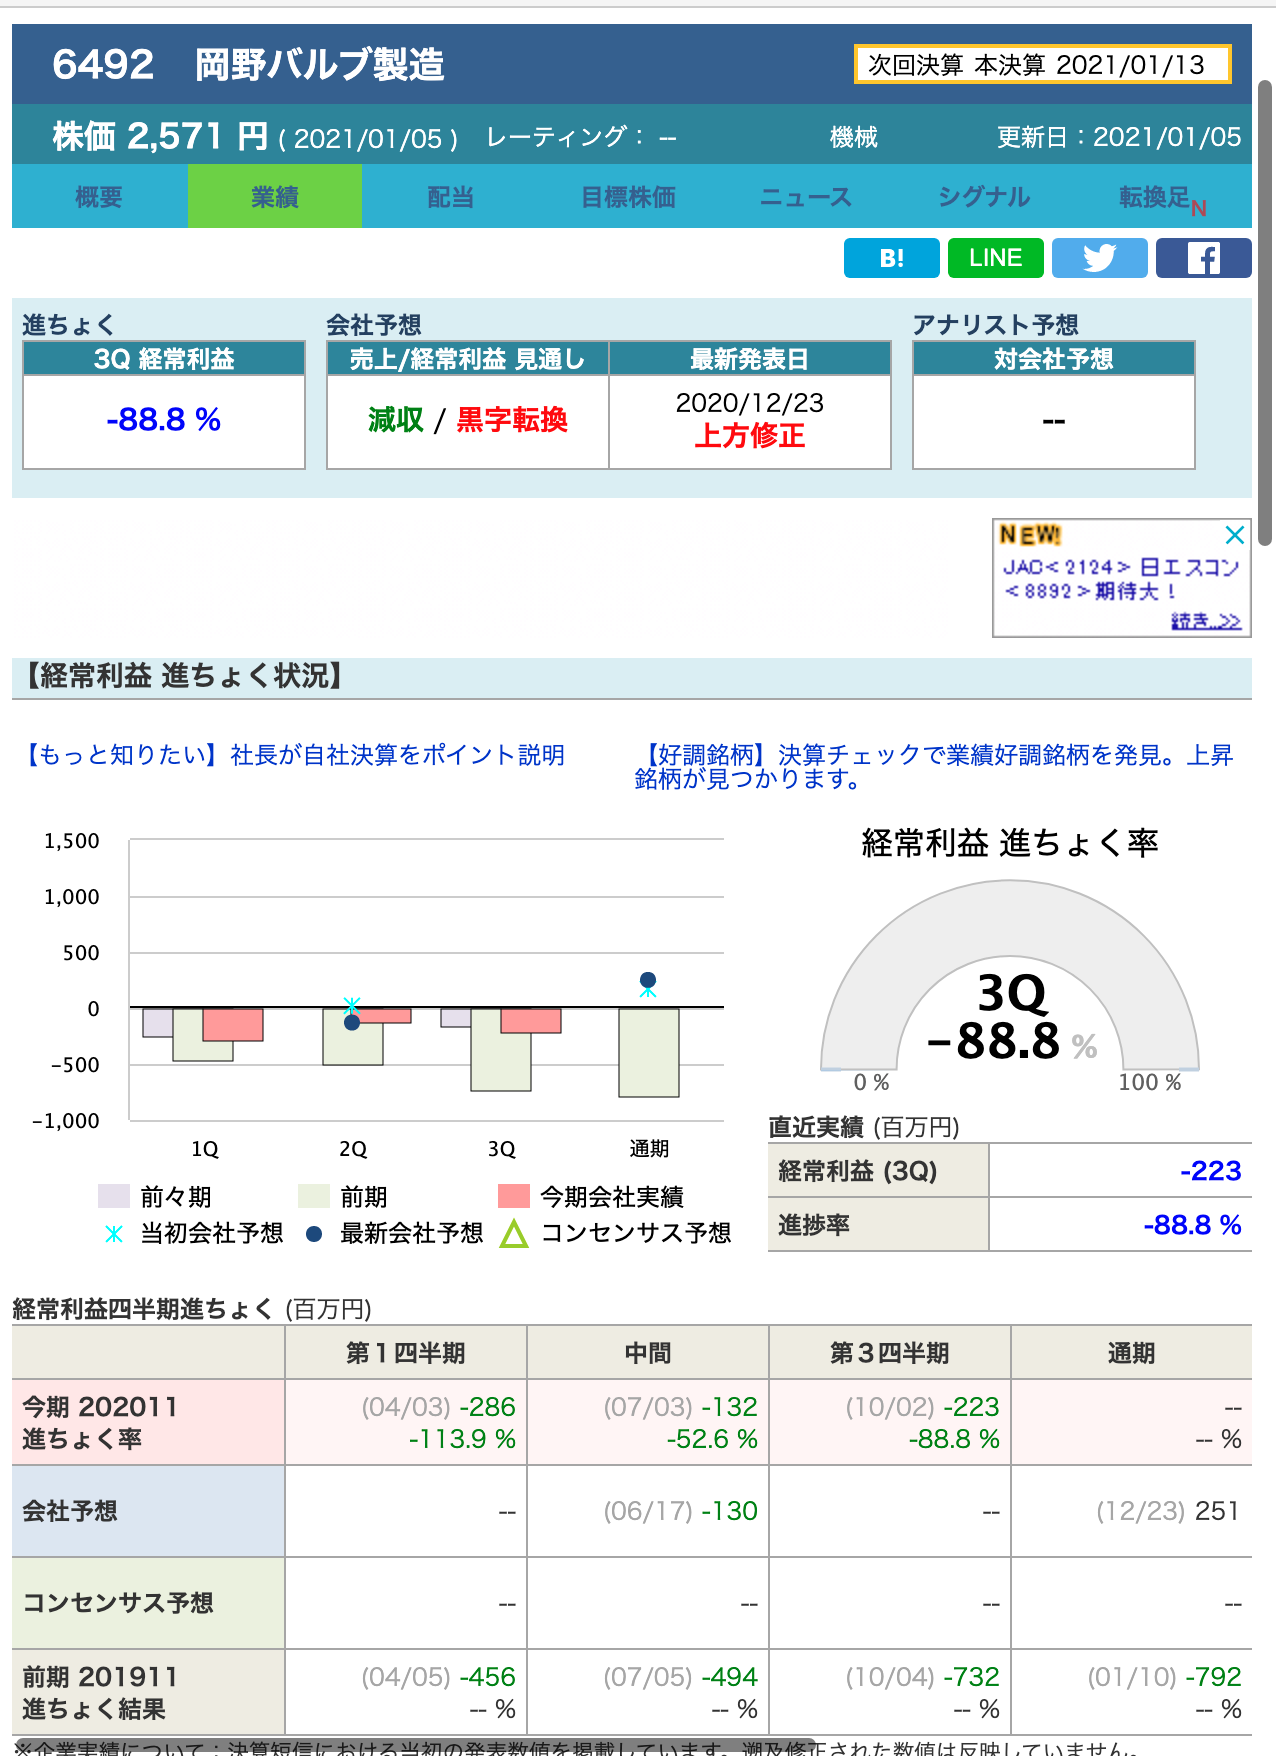 6492 岡野バルブ製造
次回決算 本決算 2021/01/13
株価 2,571 円 ( 2021/01/05 ) レーティング： -- 機械 更新日：2021/01/05
概要 業績 配当 目標株価 ニュース シグナル 転換足N
B! LINE
進ちょく 会社予想 アナリスト予想
3Q 経常利益 売上/経常利益 見通し 最新発表日 対会社予想
-88.8 % 減収 / 黒字転換 2020/12/23 --
上方修正
NEW!
JAC<2124> 日エスコン
<8892>期待大！
続き..>>
【経常利益 進ちょく状況】
【もっと知りたい】社長が自社決算をポイント説明
【好調銘柄】決算チェックで業績好調銘柄を発見。上昇
銘柄が見つかります。
1,500
1,000
500
0
-500
-1,000
1Q 2Q 3Q 通期
前々期 前期 今期会社実績
当初会社予想 最新会社予想 コンセンサス予想
経常利益 進ちょく率
3Q
-88.8 %
0 % 100 %
直近実績 (百万円)
経常利益 (3Q) -223
進捗率 -88.8 %
経常利益四半期進ちょく (百万円)
第１四半期 中間 第３四半期 通期
今期 202011 (04/03) -286 (07/03) -132 (10/02) -223 --
進ちょく率 -113.9 % -52.6 % -88.8 % -- %
会社予想 -- (06/17) -130 -- (12/23) 251
コンセンサス予想 -- -- -- --
前期 201911 (04/05) -456 (07/05) -494 (10/04) -732 (01/10) -792
進ちょく結果 -- % -- % -- % -- %
※企業実績について：決算短信における当初の発表数値を掲載しています。遡及修正された数値は反映していません。